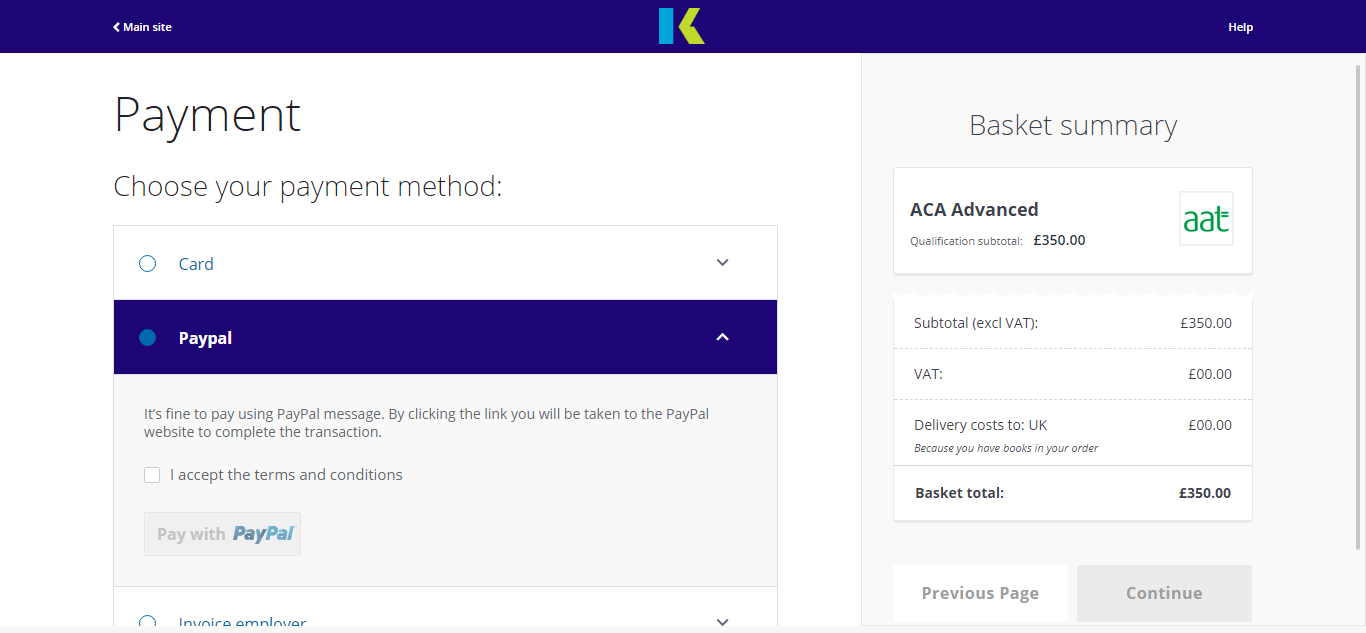 Main site
K
Help
Payment
Choose your payment method:
Card
Paypal
It's fine to pay using PayPal message. By clicking the link you will be taken to the PayPal
website to complete the transaction.
I accept the terms and conditions
Pay with PayPal
Invoice employer
Basket summary
ACA Advanced
Qualification subtotal: £350.00
aat
Subtotal (excl VAT): £350.00
VAT: £00.00
Delivery costs to: UK £00.00
Because you have books in your order
Basket total: £350.00
Previous Page
Continue